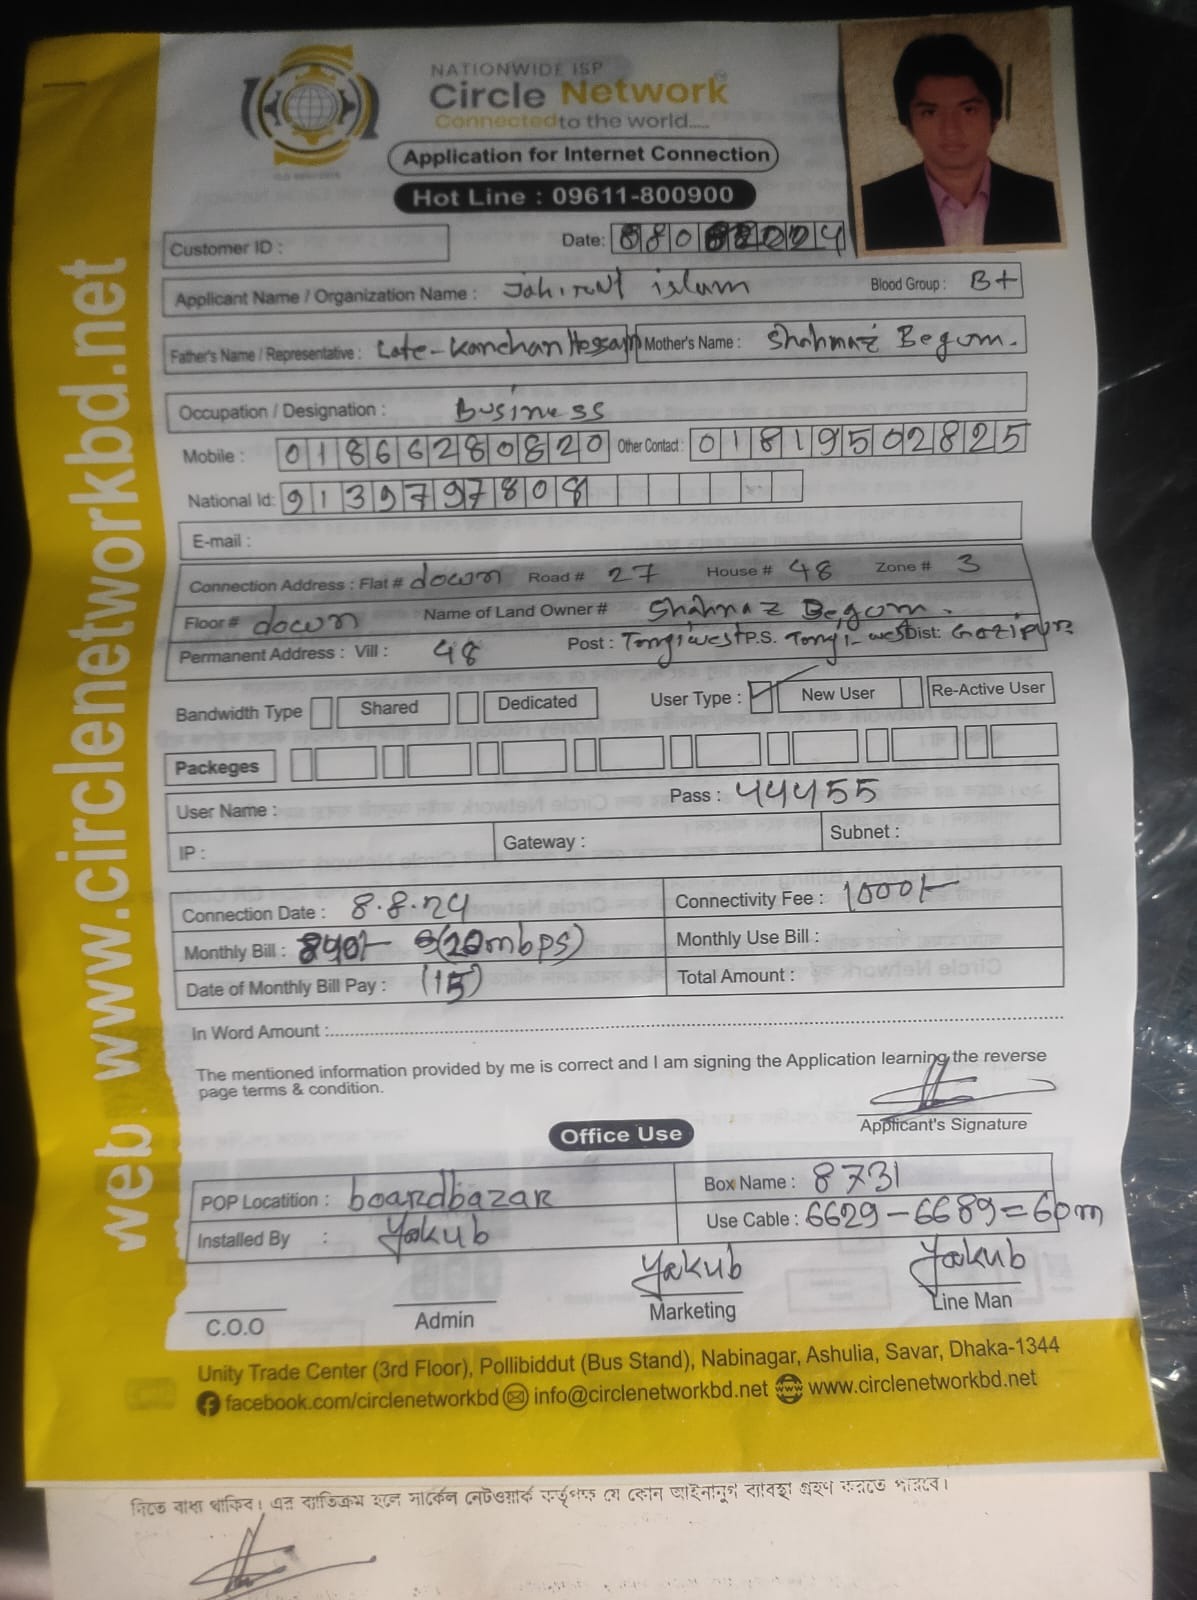 NATIONWIDE ISP
Circle Network
Connected to the world....
Application for Internet Connection
Hot Line : 09611-800900
Customer ID :
Date: 2024
Applicant Name / Organization Name : Jahirul islam Blood Group : B+
Father's Name / Representative : Late- Kanchan Hossain Mother's Name : Shahnaz Begom.
Occupation / Designation : Business
Mobile : 01866280820 Other Contact : 01819502825
National Id: 9139797808
E-mail :
Connection Address : Flat # down Road # 27 House # 48 Zone # 3
Floor # down Name of Land Owner # Shahnaz Begom.
Permanent Address : Vill : 48 Post : Tongi west P.S. Tongi- west Dist: Gazipur
Bandwidth Type Shared Dedicated User Type : New User Re-Active User
Packeges
User Name : Pass : 44455
IP : Gateway : Subnet :
Connection Date : 8.8.24 Connectivity Fee : 1000/-
Monthly Bill : 840/- (20mbps) Monthly Use Bill :
Date of Monthly Bill Pay : (15) Total Amount :
In Word Amount :
The mentioned information provided by me is correct and I am signing the Application learning the reverse
page terms & condition.
Applicant's Signature
Office Use
POP Locatition : boardbazar Box Name : 8731
Installed By : Yakub Use Cable : 6629-6689=60m
Yakub Yakub
C.O.O Admin Marketing Line Man
Unity Trade Center (3rd Floor), Pollibiddut (Bus Stand), Nabinagar, Ashulia, Savar, Dhaka-1344
facebook.com/circlenetworkbd info@circlenetworkbd.net www.circlenetworkbd.net
web www.circlenetworkbd.net
নিতে বাধ্য থাকিব। এর ব্যতিক্রম হলে সার্কেল নেটওয়ার্ক কর্তৃপক্ষ যে কোন আইনানুগ ব্যবস্থা গ্রহণ করতে পারবে।